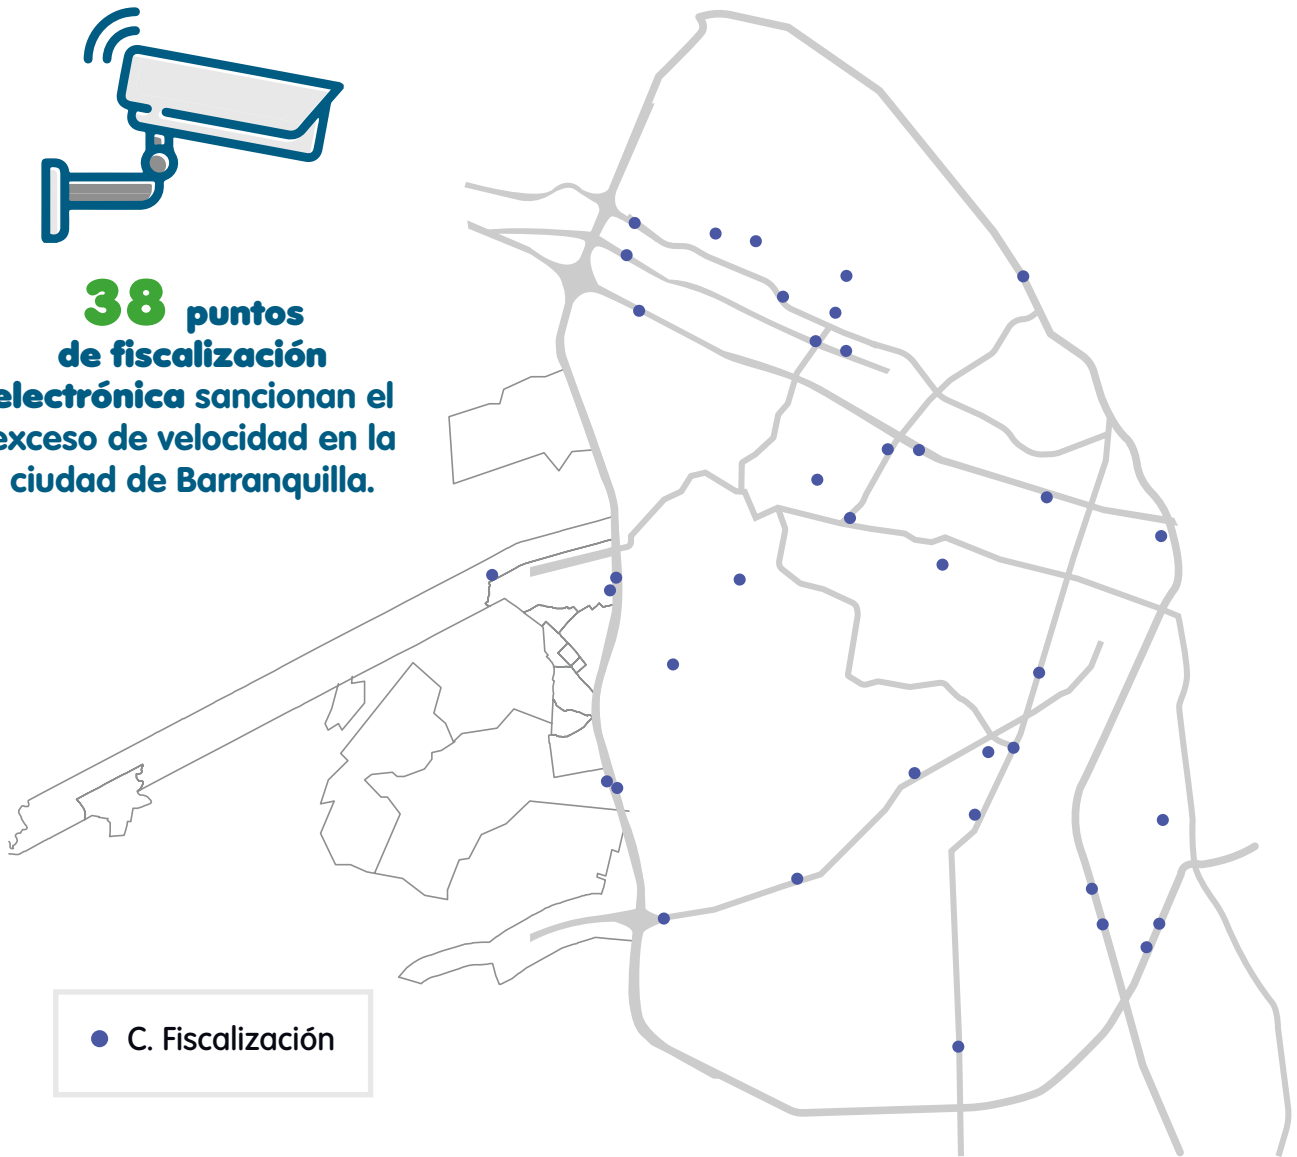 38 puntos
de fiscalización
electrónica sancionan el
exceso de velocidad en la
ciudad de Barranquilla.
C. Fiscalización